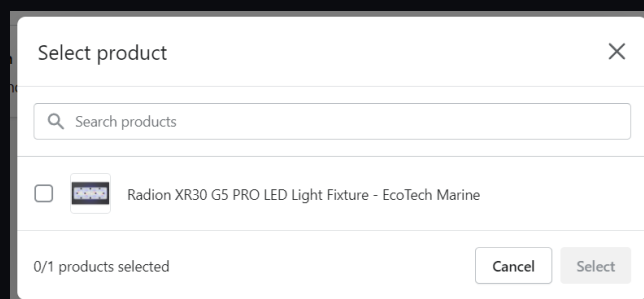 Select product
Search products
Radion XR30 G5 PRO LED Light Fixture - EcoTech Marine
0/1 products selected
Cancel
Select